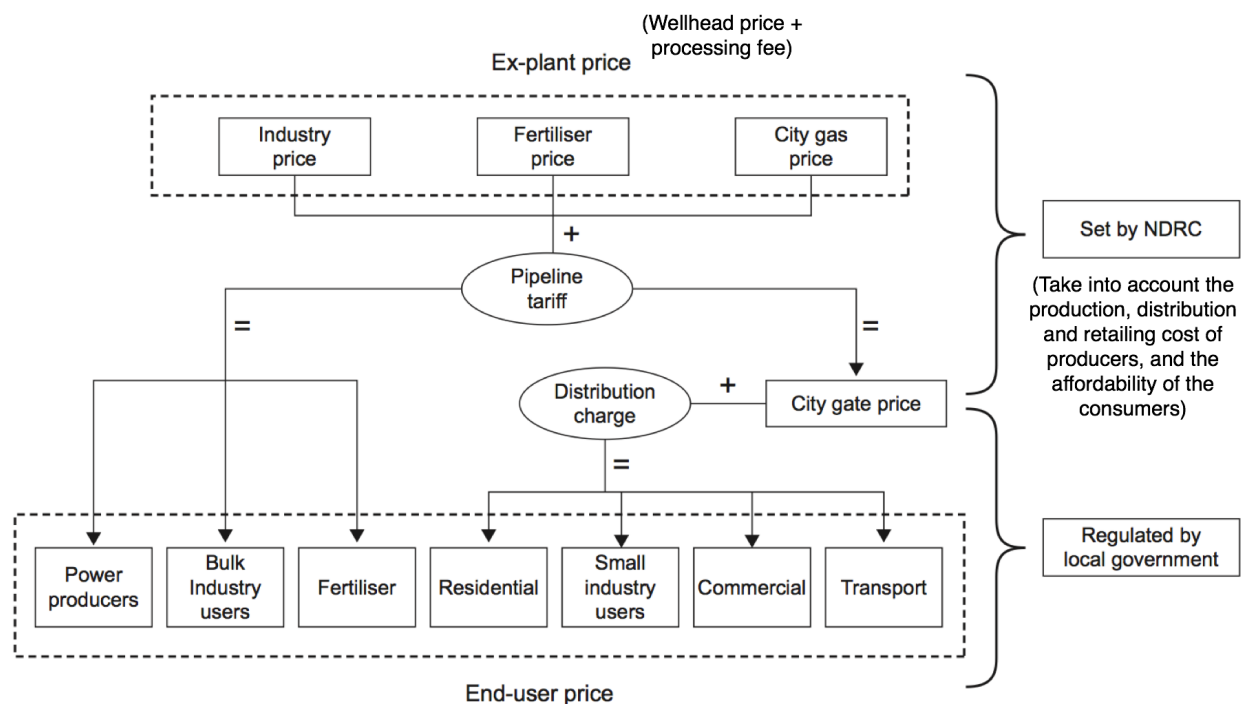 (Wellhead price +
processing fee)
Ex-plant price
Industry
price
Fertiliser
price
City gas
price
+
Pipeline
tariff
=
=
Set by NDRC
(Take into account the
production, distribution
and retailing cost of
producers, and the
affordability of the
consumers)
Distribution
charge
+
City gate price
=
Power
producers
Bulk
Industry
users
Fertiliser
Residential
Small
industry
users
Commercial
Transport
Regulated by
local government
End-user price